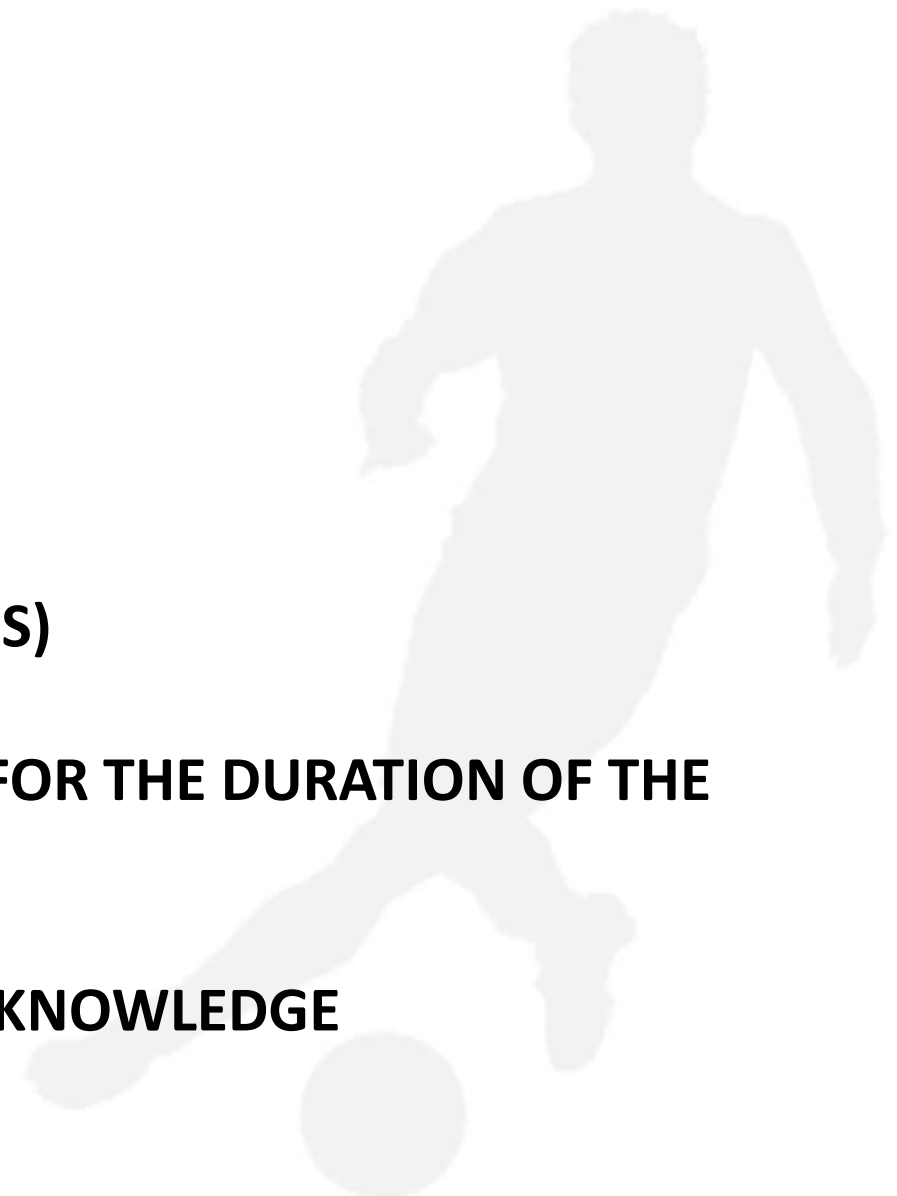 S)
FOR THE DURATION OF THE
KNOWLEDGE